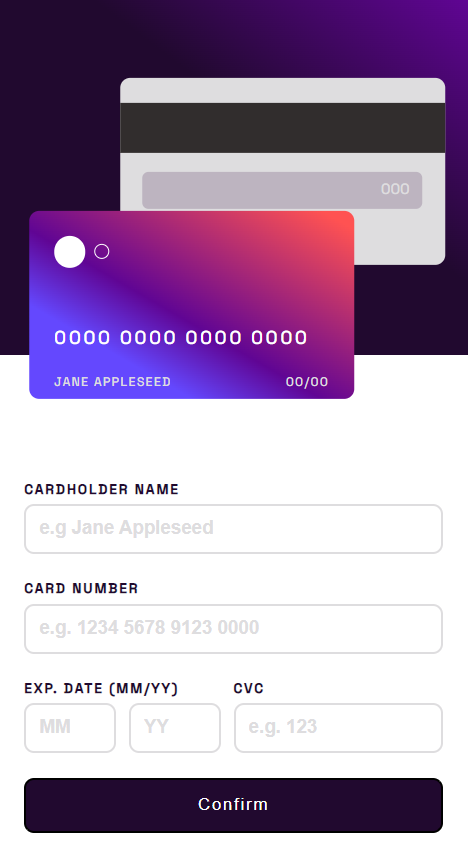 000
0000 0000 0000 0000
JANE APPLESEED 00/00
CARDHOLDER NAME
e.g Jane Appleseed
CARD NUMBER
e.g. 1234 5678 9123 0000
EXP. DATE (MM/YY) CVC
MM YY e.g. 123
Confirm